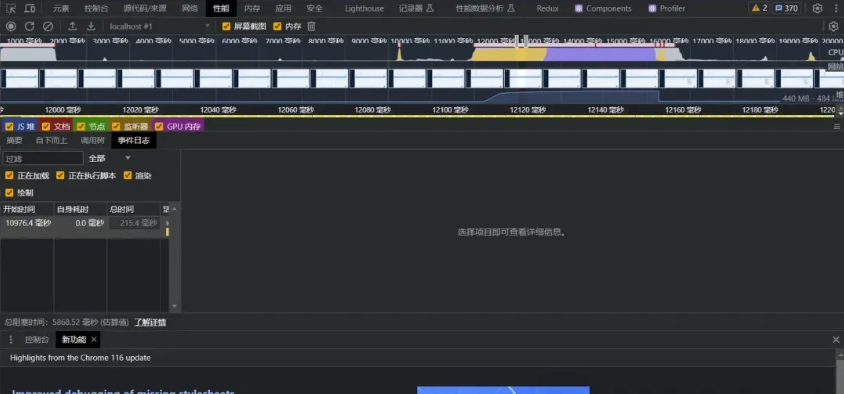 元素 控制台 源代码/来源 网络 性能 内存 应用 安全 Lighthouse 记录器 性能数据分析 Redux Components Profiler 2 370
localhost #1 屏幕截图 内存
1000 毫秒 2000 毫秒 3000 毫秒 4000 毫秒 5000 毫秒 6000 毫秒 7000 毫秒 8000 毫秒 9000 毫秒 10000 毫秒 11000 毫秒 12000 毫秒 13000 毫秒 14000 毫秒 15000 毫秒 16000 毫秒 17000 毫秒 18000 毫秒 19000 毫秒 20000
CPU
网络
堆
440 MB - 484
12000 毫秒 12020 毫秒 12040 毫秒 12060 毫秒 12080 毫秒 12100 毫秒 12120 毫秒 12140 毫秒 12160 毫秒 12180 毫秒 1220
JS 堆 文档 节点 监听器 GPU 内存
摘要 自下而上 调用树 事件日志
过滤 全部
正在加载 正在执行脚本 渲染
绘制
开始时间 自身耗时 总时间
10976.4 毫秒 0.0 毫秒 215.4 毫秒
选择项目即可查看详细信息。
总阻塞时间：5868.52 毫秒 (估算值) 了解详情
控制台 新功能
Highlights from the Chrome 116 update
Improved debugging of missing stylesheets